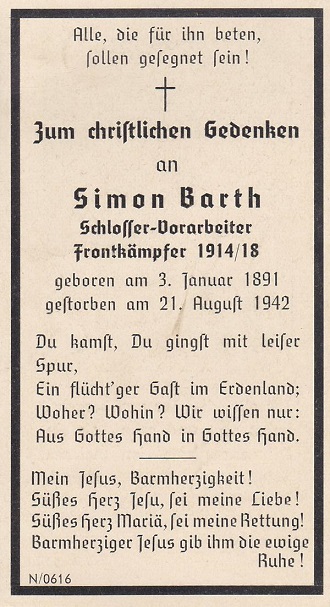 Alle, die für ihn beten,
sollen gesegnet sein!
Zum christlichen Gedenken
an
Simon Barth
Schlosser-Vorarbeiter
Frontkämpfer 1914/18
geboren am 3. Januar 1891
gestorben am 21. August 1942
Du kamst, Du gingst mit leiser
Spur,
Ein flücht'ger Gast im Erdenland;
Woher? Wohin? Wir wissen nur:
Aus Gottes Hand in Gottes Hand.
Mein Jesus, Barmherzigkeit!
Süßes Herz Jesu, sei meine Liebe!
Süßes Herz Mariä, sei meine Rettung!
Barmherziger Jesus gib ihm die ewige
Ruhe!
N/0616